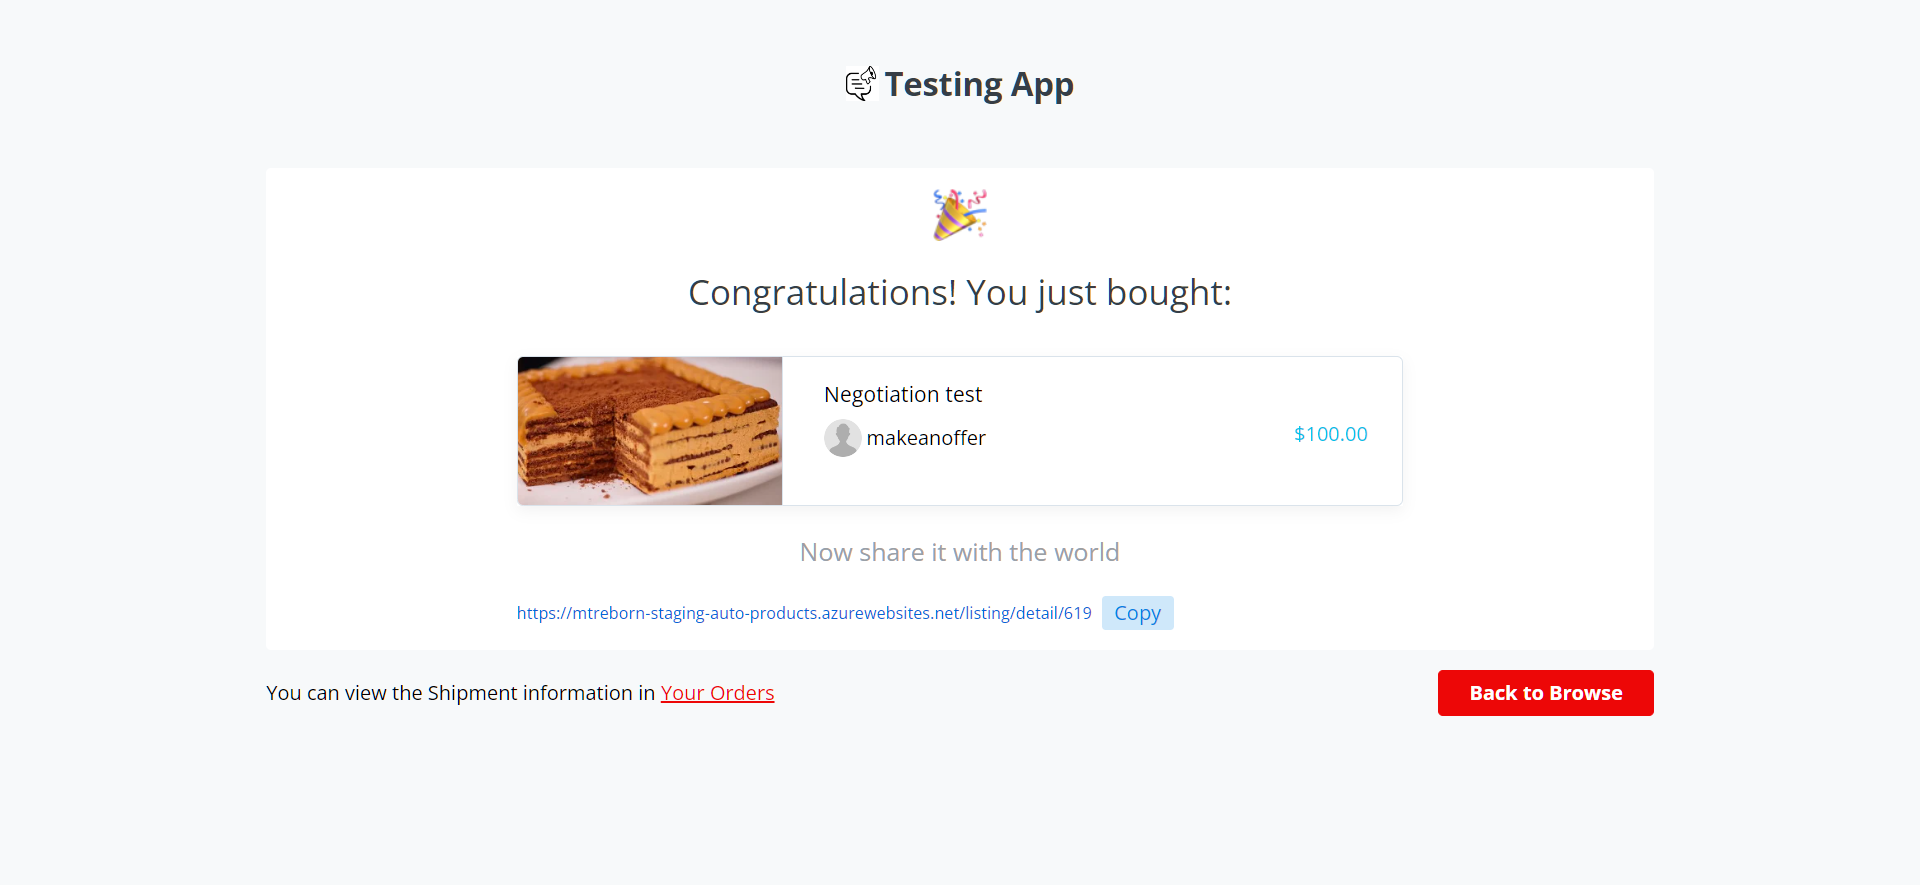 Testing App
Congratulations! You just bought:
Negotiation test
makeanoffer
$100.00
Now share it with the world
https://mtreborn-staging-auto-products.azurewebsites.net/listing/detail/619 Copy
You can view the Shipment information in Your Orders
Back to Browse